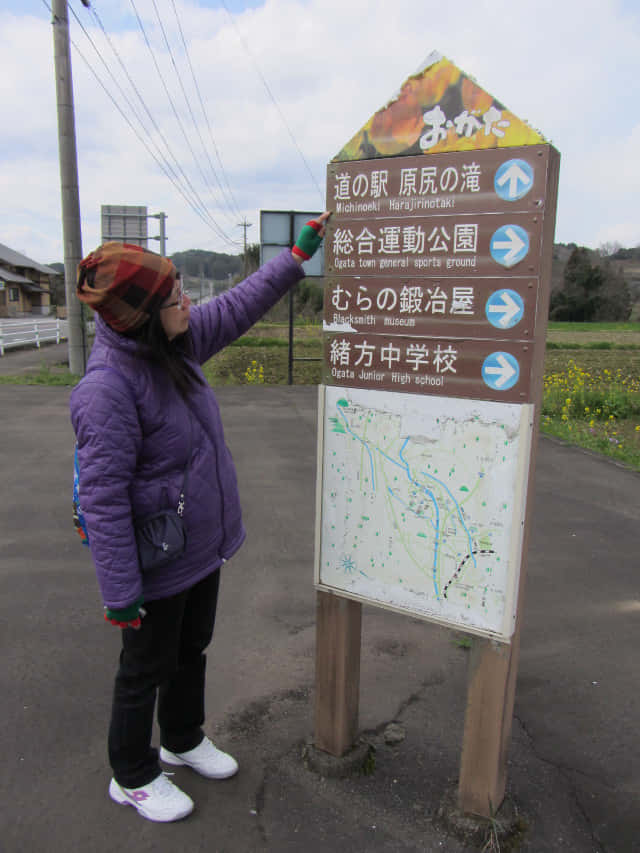 おがた
道の駅 原尻の滝
Michinoeki Harajirinotaki
総合運動公園
Ogata town general sports ground
むらの鍛冶屋
Blacksmith museum
緒方中学校
Ogata Junior High school